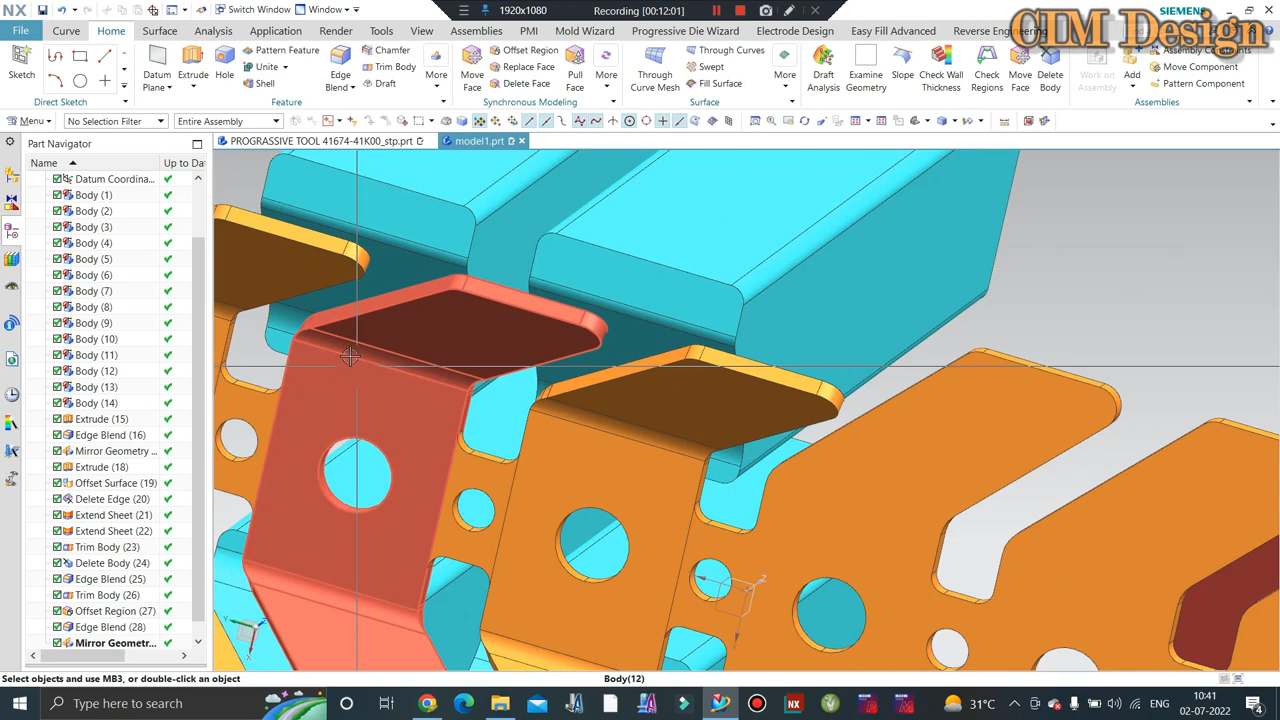 NX
Switch Window
Window
1920x1080
Recording [00:12:01]
SIEMENS
CIM Design
File
Home
Curve
Surface
Analysis
Application
Render
Tools
View
Assemblies
PMI
Mold Wizard
Progressive Die Wizard
Electrode Design
Easy Fill Advanced
Reverse Engineering
Sketch
Direct Sketch
Datum Plane
Extrude
Hole
Pattern Feature
Unite
Shell
Edge Blend
Chamfer
Trim Body
Draft
More
Feature
Move Face
Offset Region
Replace Face
Delete Face
Pull Face
More
Synchronous Modeling
Through Curve Mesh
Through Curves
Swept
Fill Surface
More
Surface
Draft Analysis
Examine Geometry
Slope
Check Wall Thickness
Check Regions
Move Face
Delete Body
Work on Assembly
Add
Assembly Constraints
Move Component
Pattern Component
Assemblies
Menu
No Selection Filter
Entire Assembly
Part Navigator
PROGRASSIVE TOOL 41674-41K00_stp.prt
model1.prt
Name
Up to Da
Datum Coordina...
Body (1)
Body (2)
Body (3)
Body (4)
Body (5)
Body (6)
Body (7)
Body (8)
Body (9)
Body (10)
Body (11)
Body (12)
Body (13)
Body (14)
Extrude (15)
Edge Blend (16)
Mirror Geometry ...
Extrude (18)
Offset Surface (19)
Delete Edge (20)
Extend Sheet (21)
Extend Sheet (22)
Trim Body (23)
Delete Body (24)
Edge Blend (25)
Trim Body (26)
Offset Region (27)
Edge Blend (28)
Mirror Geometr...
Select objects and use MB3, or double-click an object
Body(12)
Type here to search
31°C
ENG
10:41
02-07-2022